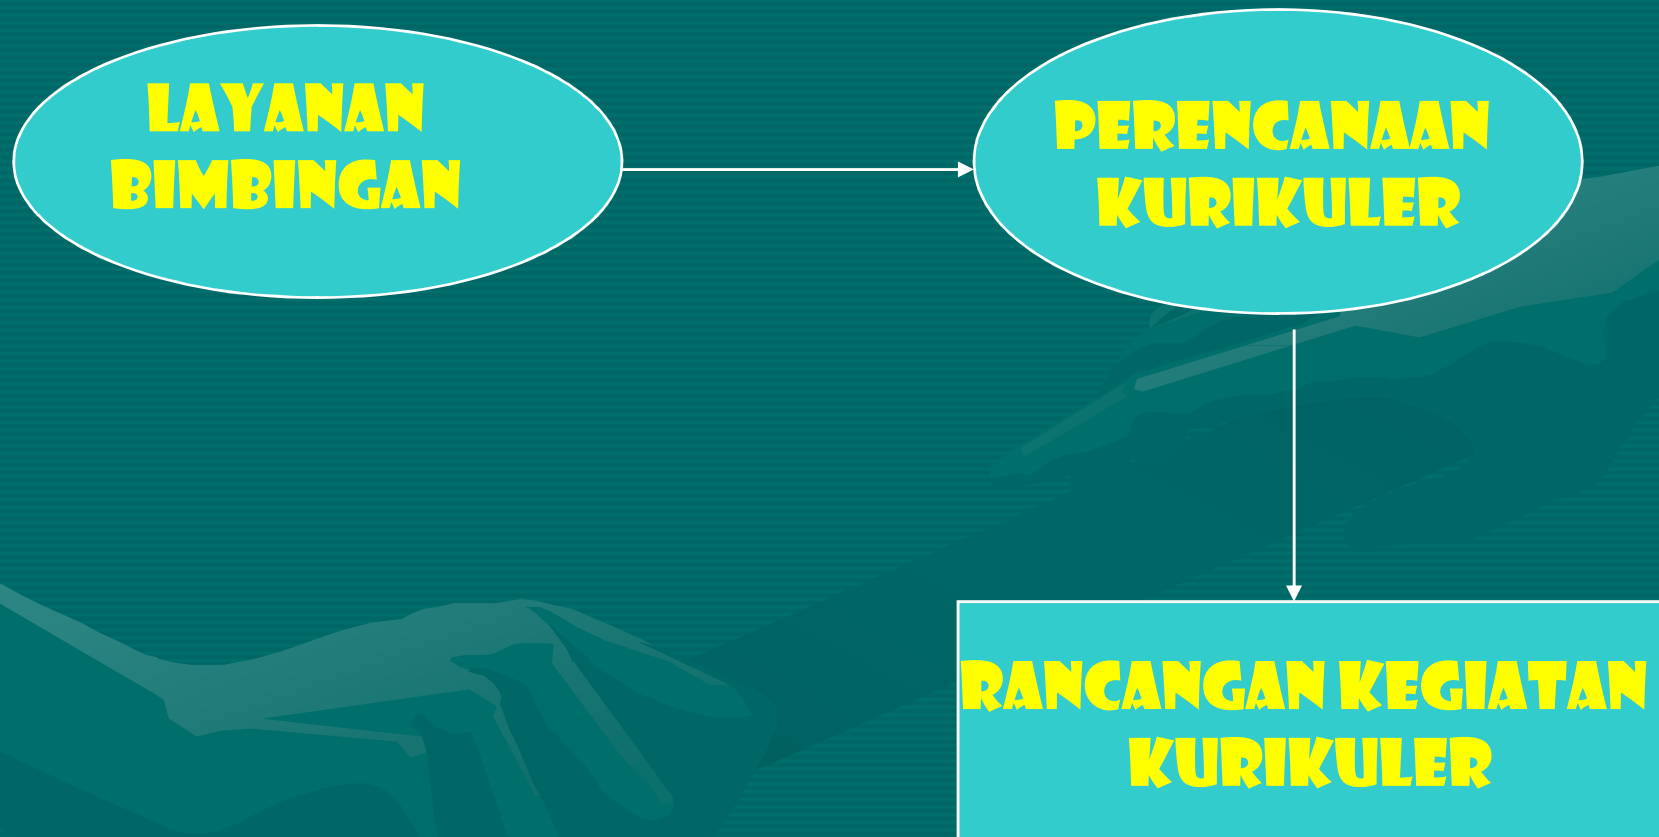 LAYANAN
BIMBINGAN
PERENCANAAN
KURIKULER
RANCANGAN KEGIATAN
KURIKULER